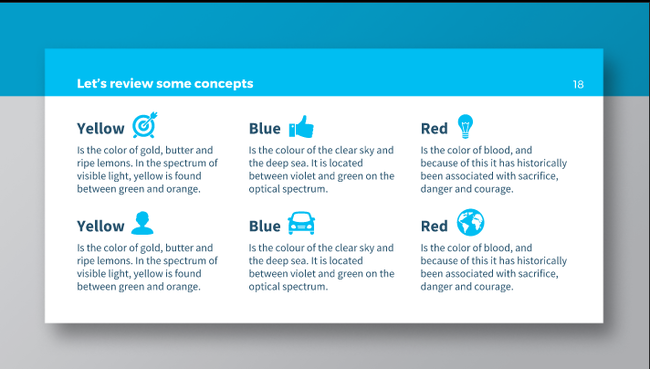 Let's review some concepts
18
Yellow
Is the color of gold, butter and
ripe lemons. In the spectrum of
visible light, yellow is found
between green and orange.
Blue
Is the colour of the clear sky and
the deep sea. It is located
between violet and green on the
optical spectrum.
Red
Is the color of blood, and
because of this it has historically
been associated with sacrifice,
danger and courage.
Yellow
Is the color of gold, butter and
ripe lemons. In the spectrum of
visible light, yellow is found
between green and orange.
Blue
Is the colour of the clear sky and
the deep sea. It is located
between violet and green on the
optical spectrum.
Red
Is the color of blood, and
because of this it has historically
been associated with sacrifice,
danger and courage.